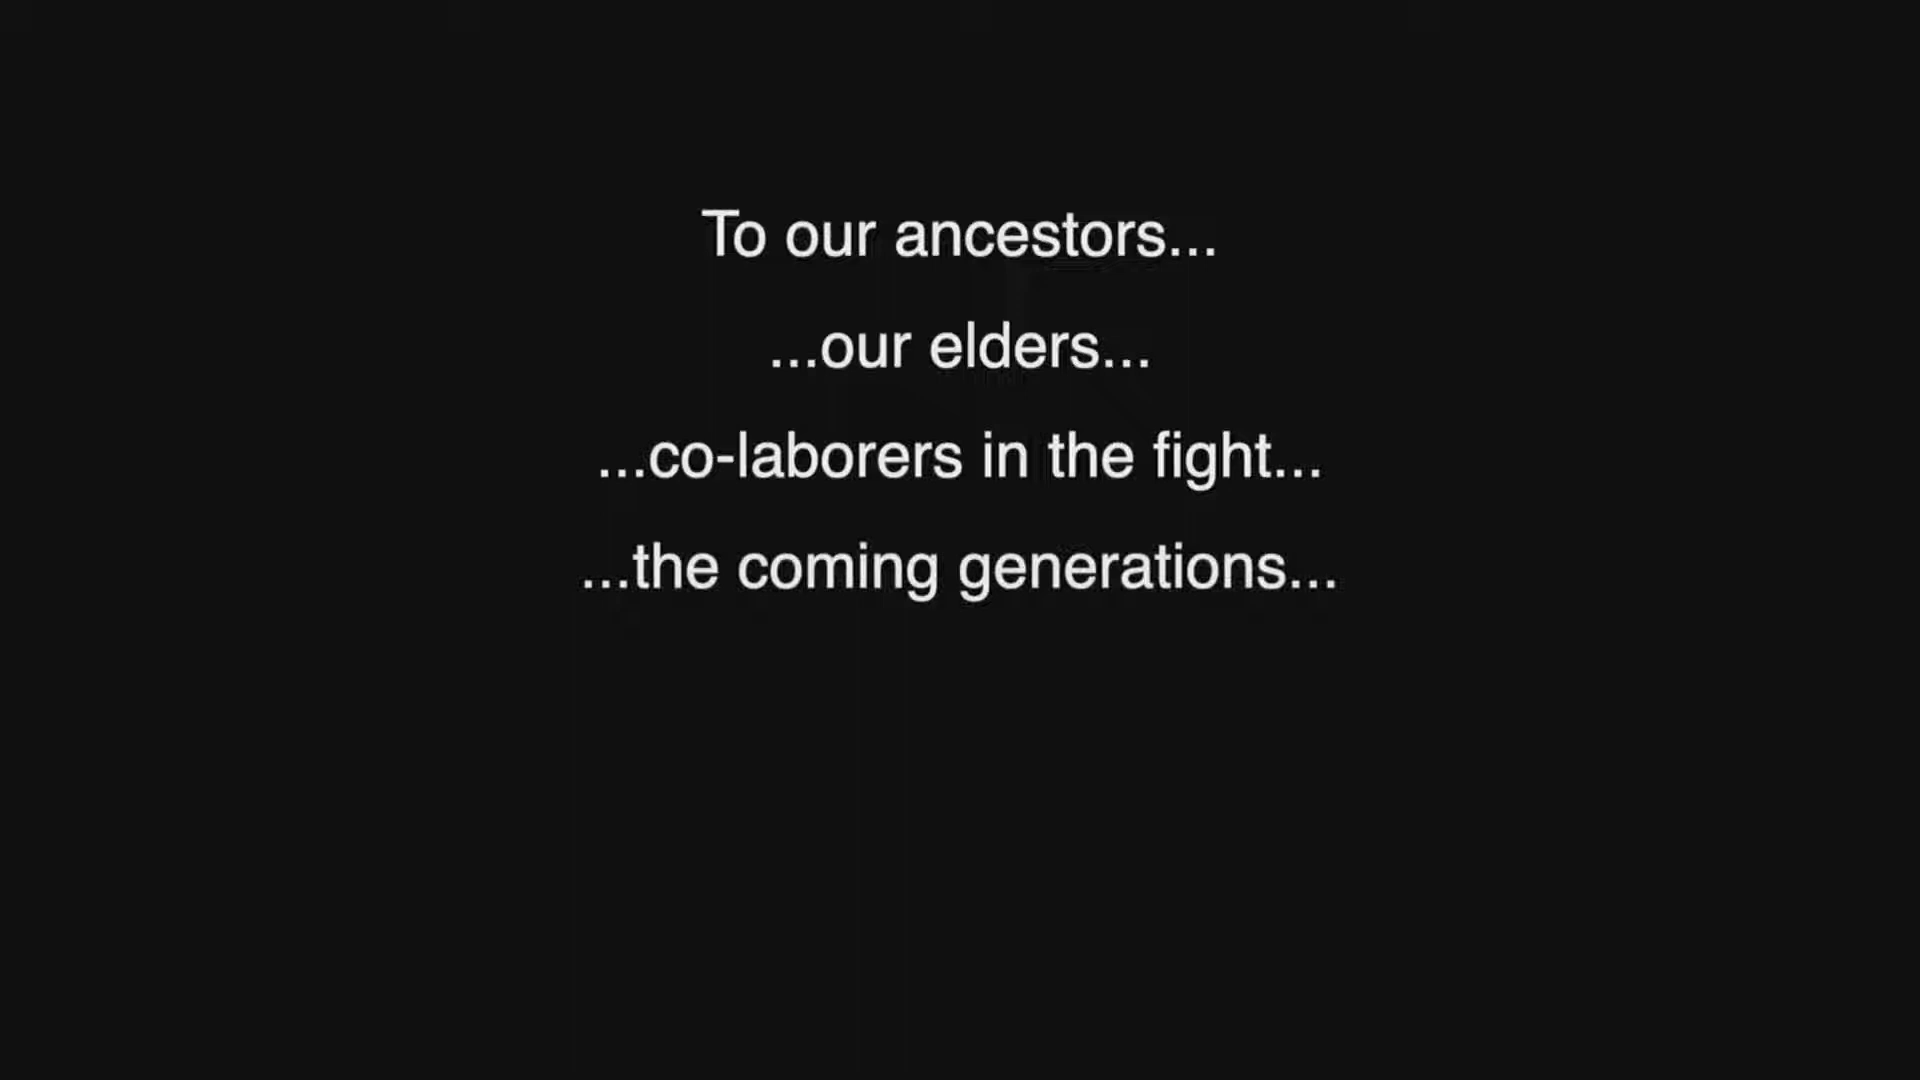 To our ancestors...
...our elders...
...co-laborers in the fight...
...the coming generations...